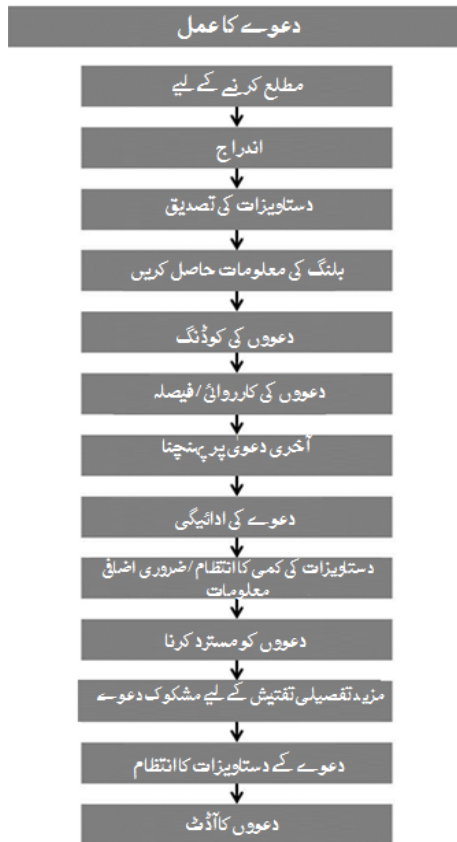 دعوے کا عمل
مطلع کرنے کے لیے
اندراج
دستاویزات کی تصدیق
بلنگ کی معلومات حاصل کریں
دعووں کی کوڈنگ
دعووں کی کارروائی/فیصلہ
آخری دعویٰ پر پہنچنا
دعوے کی ادائیگی
دستاویزات کی کمی کا انتظام/ضروری اضافی
معلومات
دعووں کو مسترد کرنا
مزید تفصیلی تفتیش کے لیے مشکوک دعوے
دعوے کے دستاویزات کا انتظام
دعووں کا آڈٹ